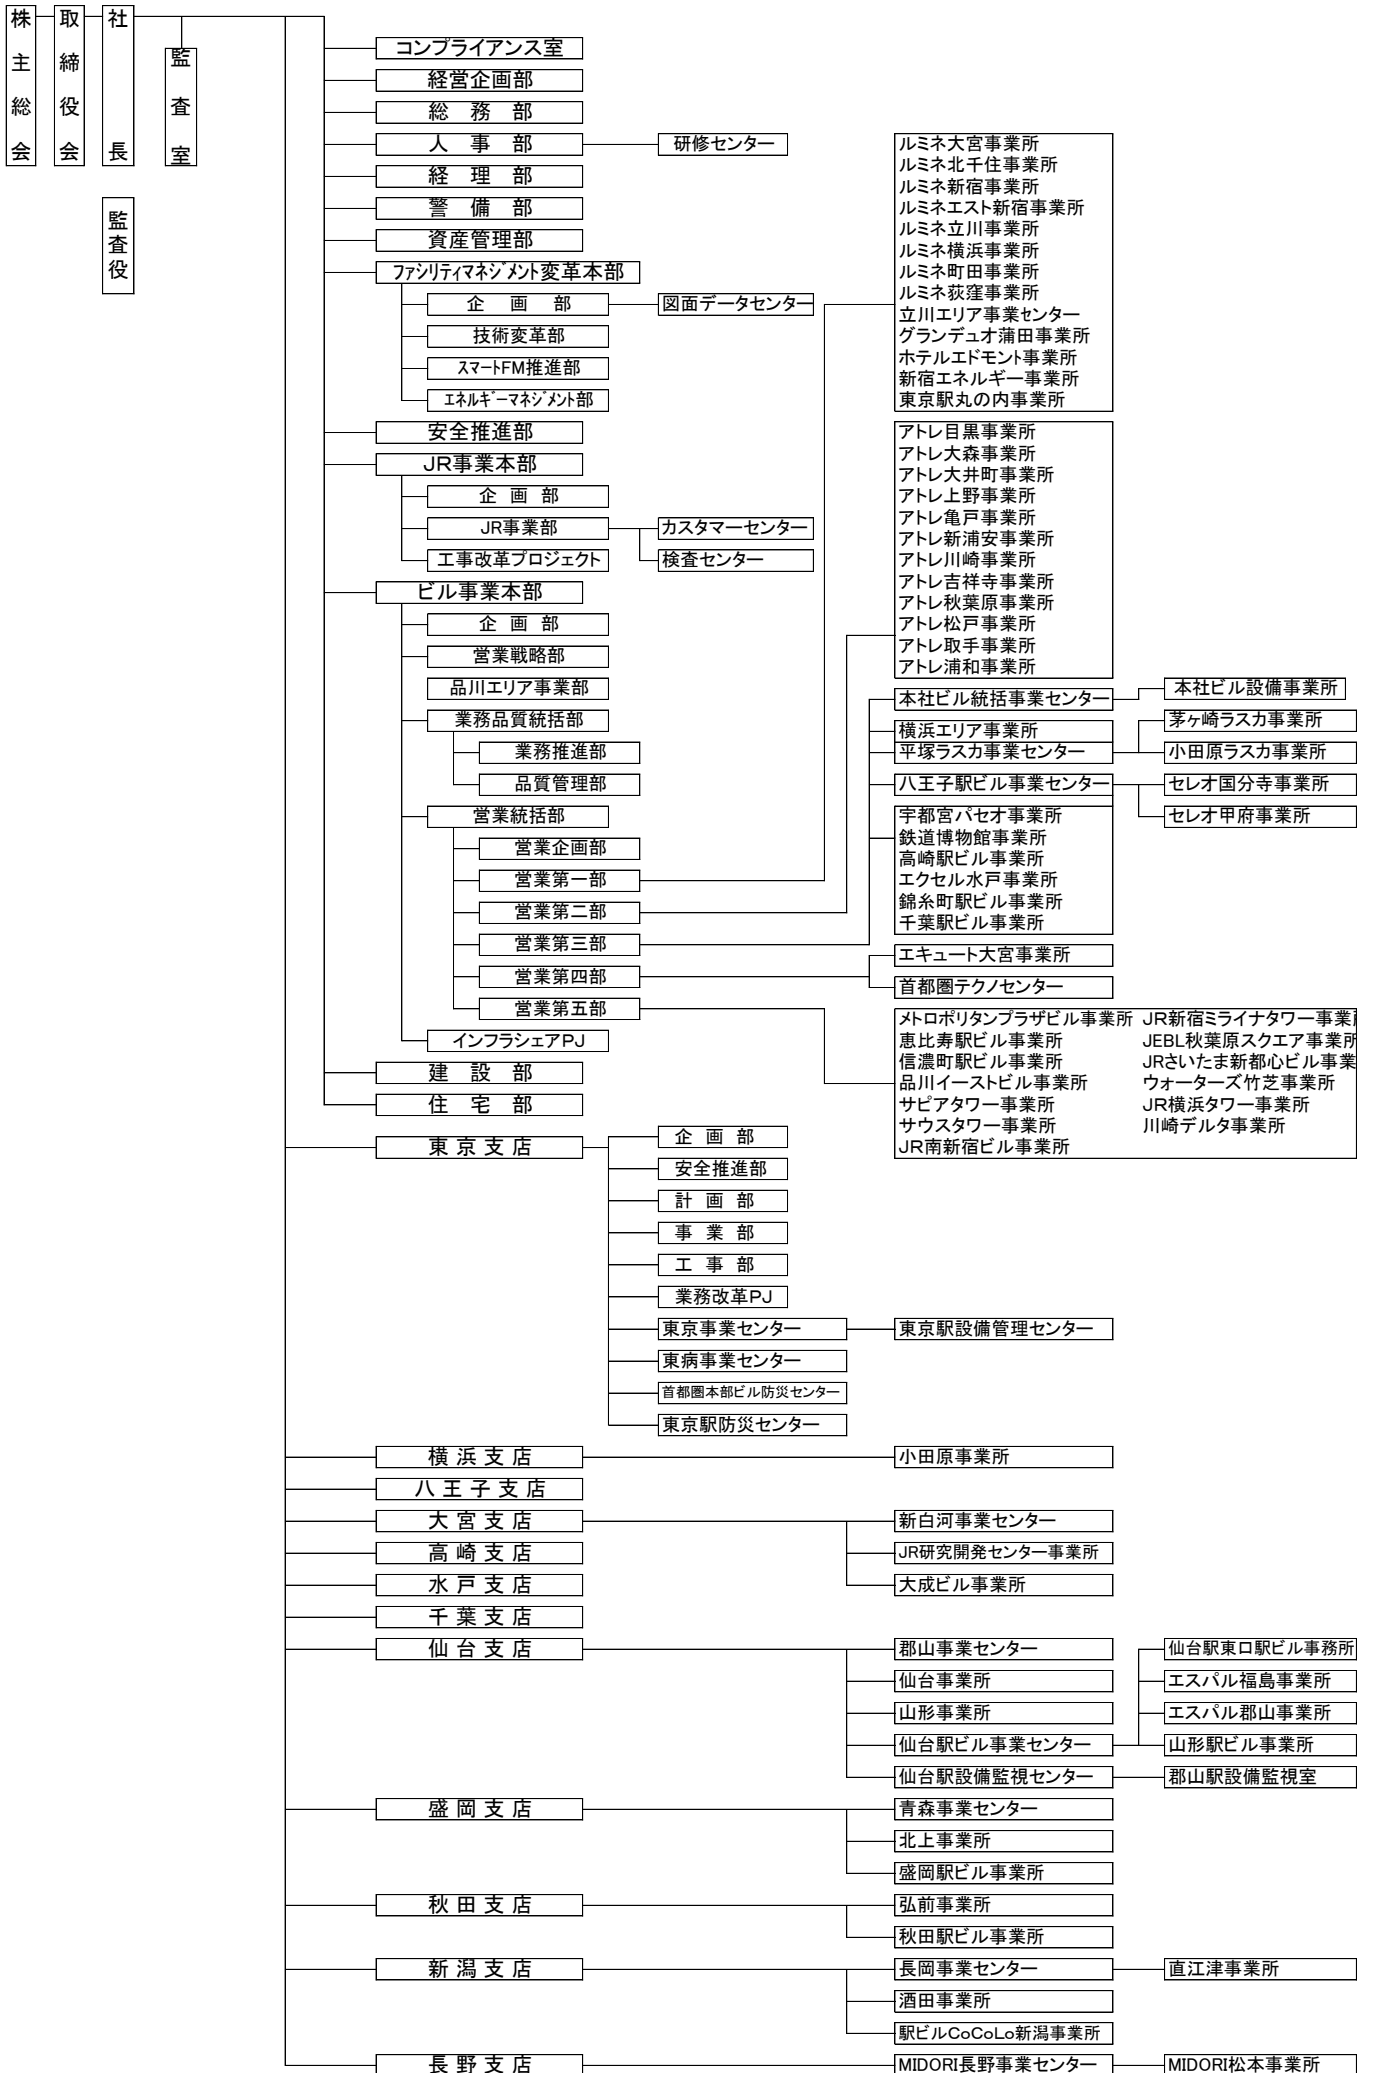 株主総会
取締役会
社長
監査室
監査役
コンプライアンス室
経営企画部
総務部
人事部
研修センター
経理部
警備部
資産管理部
ファシリティマネジメント変革本部
企画部
図面データセンター
技術変革部
スマートFM推進部
エネルギーマネジメント部
安全推進部
JR事業本部
企画部
JR事業部
カスタマーセンター
検査センター
工事改革プロジェクト
ビル事業本部
企画部
営業戦略部
品川エリア事業部
業務品質統括部
業務推進部
品質管理部
営業統括部
営業企画部
営業第一部
営業第二部
営業第三部
営業第四部
営業第五部
インフラシェアPJ
建設部
住宅部
ルミネ大宮事業所
ルミネ北千住事業所
ルミネ新宿事業所
ルミネエスト新宿事業所
ルミネ立川事業所
ルミネ横浜事業所
ルミネ町田事業所
ルミネ荻窪事業所
立川エリア事業センター
グランデュオ蒲田事業所
ホテルエドモント事業所
新宿エネルギー事業所
東京駅丸の内事業所
アトレ目黒事業所
アトレ大森事業所
アトレ大井町事業所
アトレ上野事業所
アトレ亀戸事業所
アトレ新浦安事業所
アトレ川崎事業所
アトレ吉祥寺事業所
アトレ秋葉原事業所
アトレ松戸事業所
アトレ取手事業所
アトレ浦和事業所
本社ビル統括事業センター
本社ビル設備事業所
横浜エリア事業所
平塚ラスカ事業センター
茅ヶ崎ラスカ事業所
小田原ラスカ事業所
八王子駅ビル事業センター
セレオ国分寺事業所
セレオ甲府事業所
宇都宮パセオ事業所
鉄道博物館事業所
高崎駅ビル事業所
エクセル水戸事業所
錦糸町駅ビル事業所
千葉駅ビル事業所
エキュート大宮事業所
首都圏テクノセンター
メトロポリタンプラザビル事業所
恵比寿駅ビル事業所
信濃町駅ビル事業所
品川イーストビル事業所
サピアタワー事業所
サウスタワー事業所
JR南新宿ビル事業所
JR新宿ミライナタワー事業
JEBL秋葉原スクエア事業所
JRさいたま新都心ビル事業
ウォーターズ竹芝事業所
JR横浜タワー事業所
川崎デルタ事業所
東京支店
企画部
安全推進部
計画部
事業部
工事部
業務改革PJ
東京事業センター
東京駅設備管理センター
東病事業センター
首都圏本部ビル防災センター
東京駅防災センター
横浜支店
小田原事業所
八王子支店
大宮支店
新白河事業センター
JR研究開発センター事業所
大成ビル事業所
高崎支店
水戸支店
千葉支店
仙台支店
郡山事業センター
仙台事業所
山形事業所
仙台駅ビル事業センター
仙台駅東口駅ビル事務所
エスパル福島事業所
エスパル郡山事業所
山形駅ビル事業所
仙台駅設備監視センター
郡山駅設備監視室
盛岡支店
青森事業センター
北上事業所
盛岡駅ビル事業所
秋田支店
弘前事業所
秋田駅ビル事業所
新潟支店
長岡事業センター
直江津事業所
酒田事業所
駅ビルCoCoLo新潟事業所
長野支店
MIDORI長野事業センター
MIDORI松本事業所